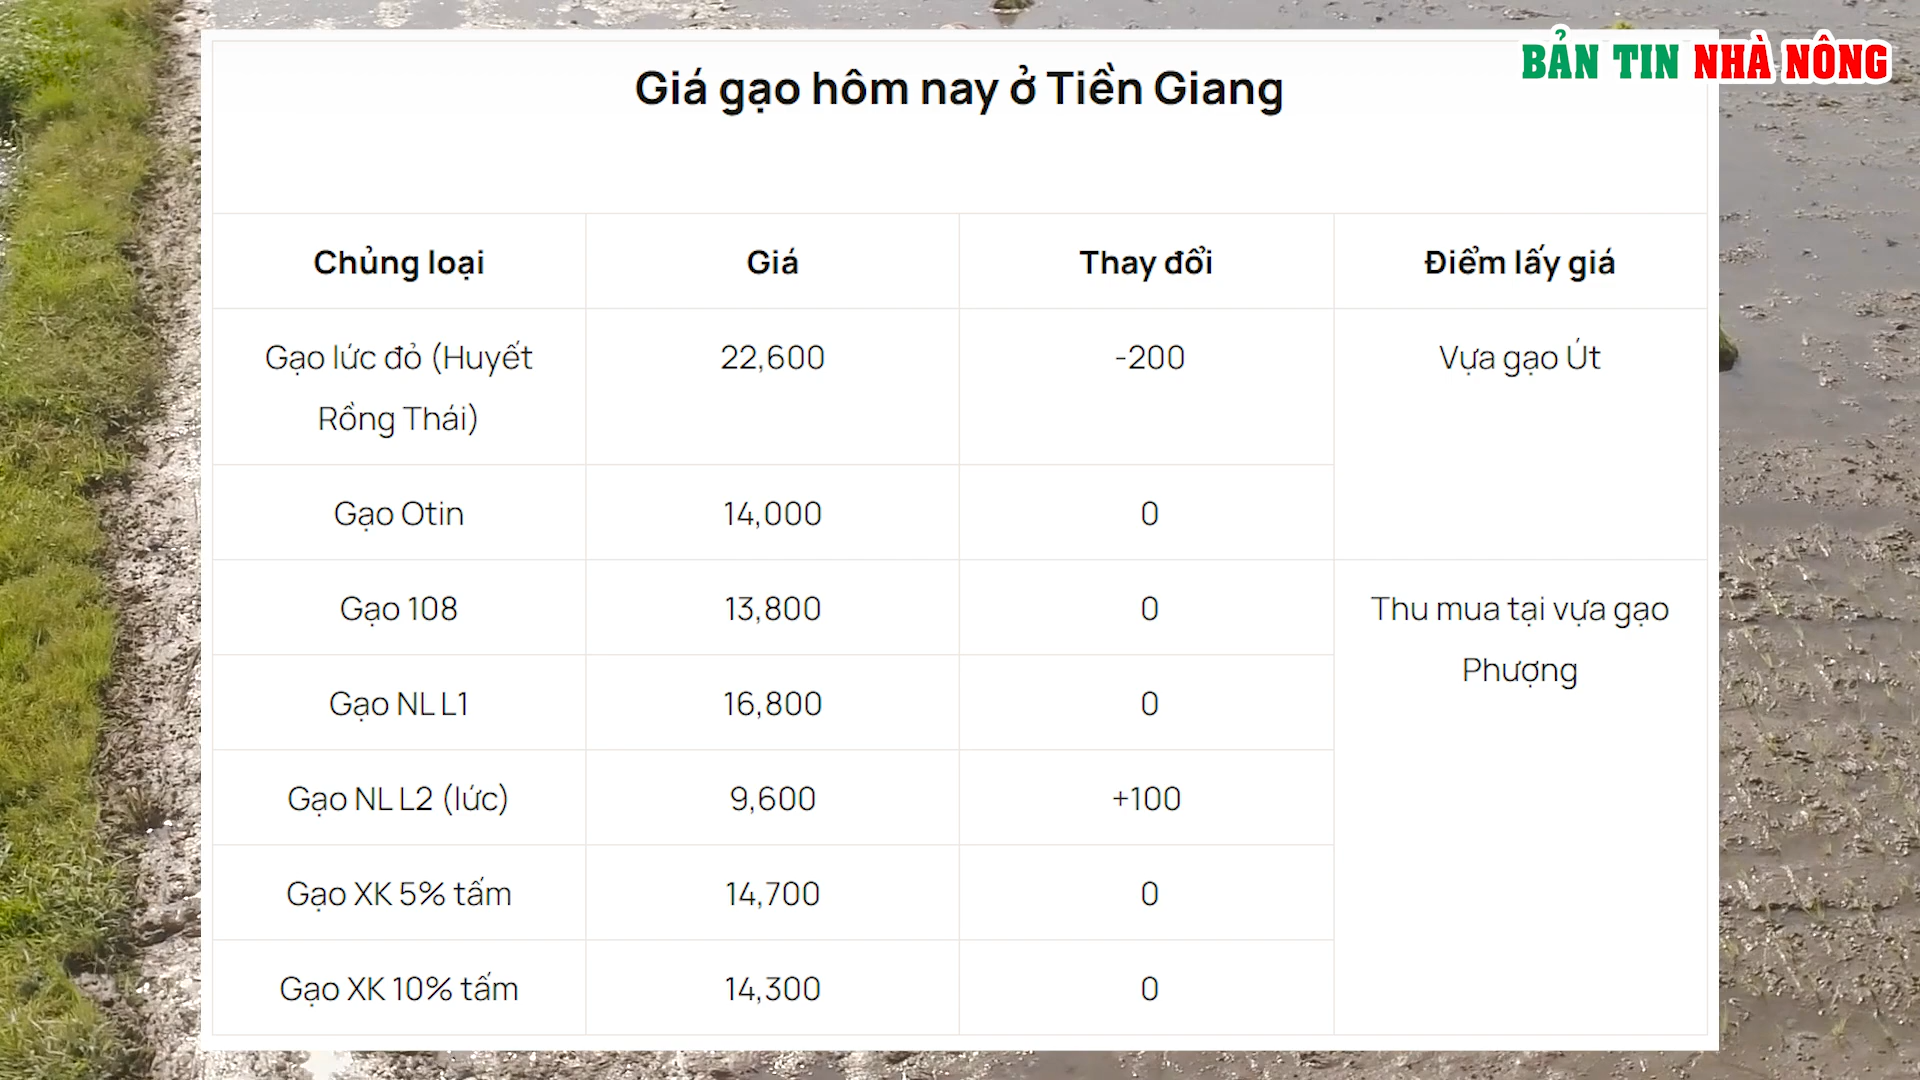 BẢN TIN NHÀ NÔNG
Giá gạo hôm nay ở Tiền Giang
Chủng loại Giá Thay đổi Điểm lấy giá
Gạo lức đỏ (Huyết 22,600 -200 Vựa gạo Út
Rồng Thái)
Gạo Otin 14,000 0
Gạo 108 13,800 0 Thu mua tại vựa gạo
Phượng
Gạo NL L1 16,800 0
Gạo NL L2 (lức) 9,600 +100
Gạo XK 5% tấm 14,700 0
Gạo XK 10% tấm 14,300 0